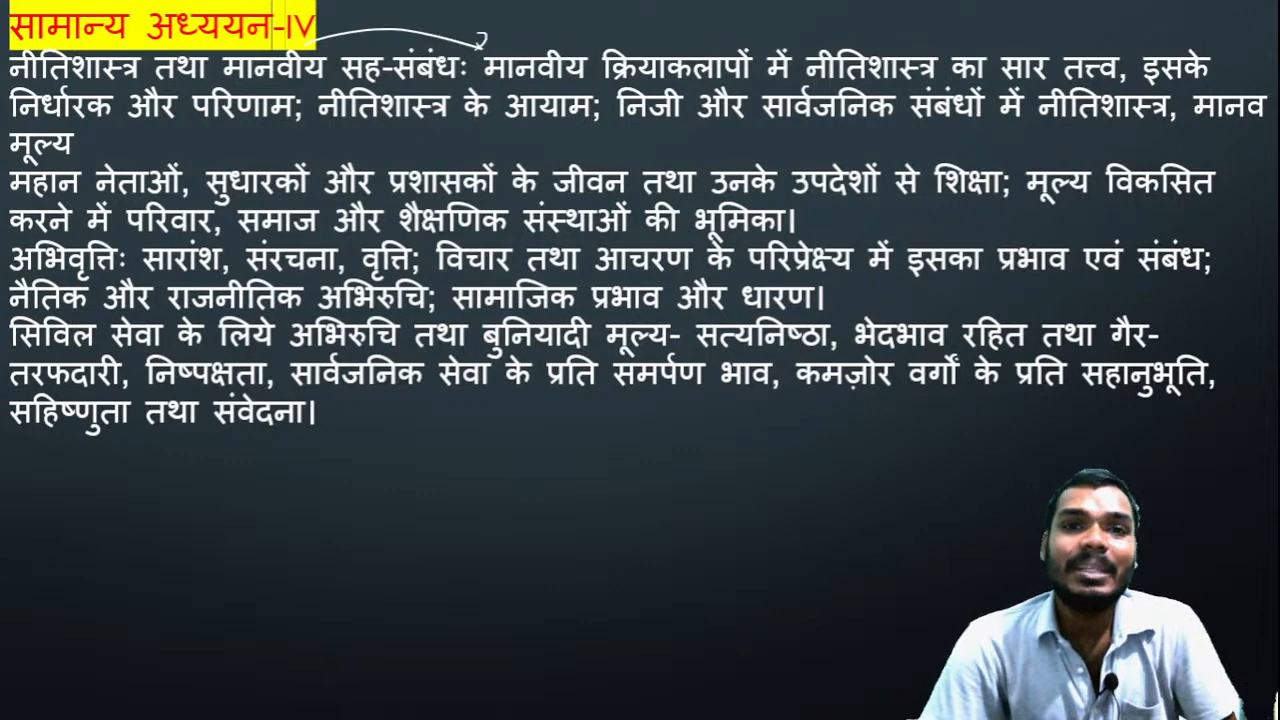 सामान्य अध्ययन-IV
नीतिशास्त्र तथा मानवीय सह-संबंधः मानवीय क्रियाकलापों में नीतिशास्त्र का सार तत्त्व, इसके
निर्धारक और परिणाम; नीतिशास्त्र के आयाम; निजी और सार्वजनिक संबंधों में नीतिशास्त्र, मानव
मूल्य
महान नेताओं, सुधारकों और प्रशासकों के जीवन तथा उनके उपदेशों से शिक्षा; मूल्य विकसित
करने में परिवार, समाज और शैक्षणिक संस्थाओं की भूमिका।
अभिवृत्तिः सारांश, संरचना, वृत्ति; विचार तथा आचरण के परिप्रेक्ष्य में इसका प्रभाव एवं संबंध;
नैतिक और राजनीतिक अभिरुचि; सामाजिक प्रभाव और धारण।
सिविल सेवा के लिये अभिरुचि तथा बुनियादी मूल्य- सत्यनिष्ठा, भेदभाव रहित तथा गैर-
तरफदारी, निष्पक्षता, सार्वजनिक सेवा के प्रति समर्पण भाव, कमज़ोर वर्गों के प्रति सहानुभूति,
सहिष्णुता तथा संवेदना।